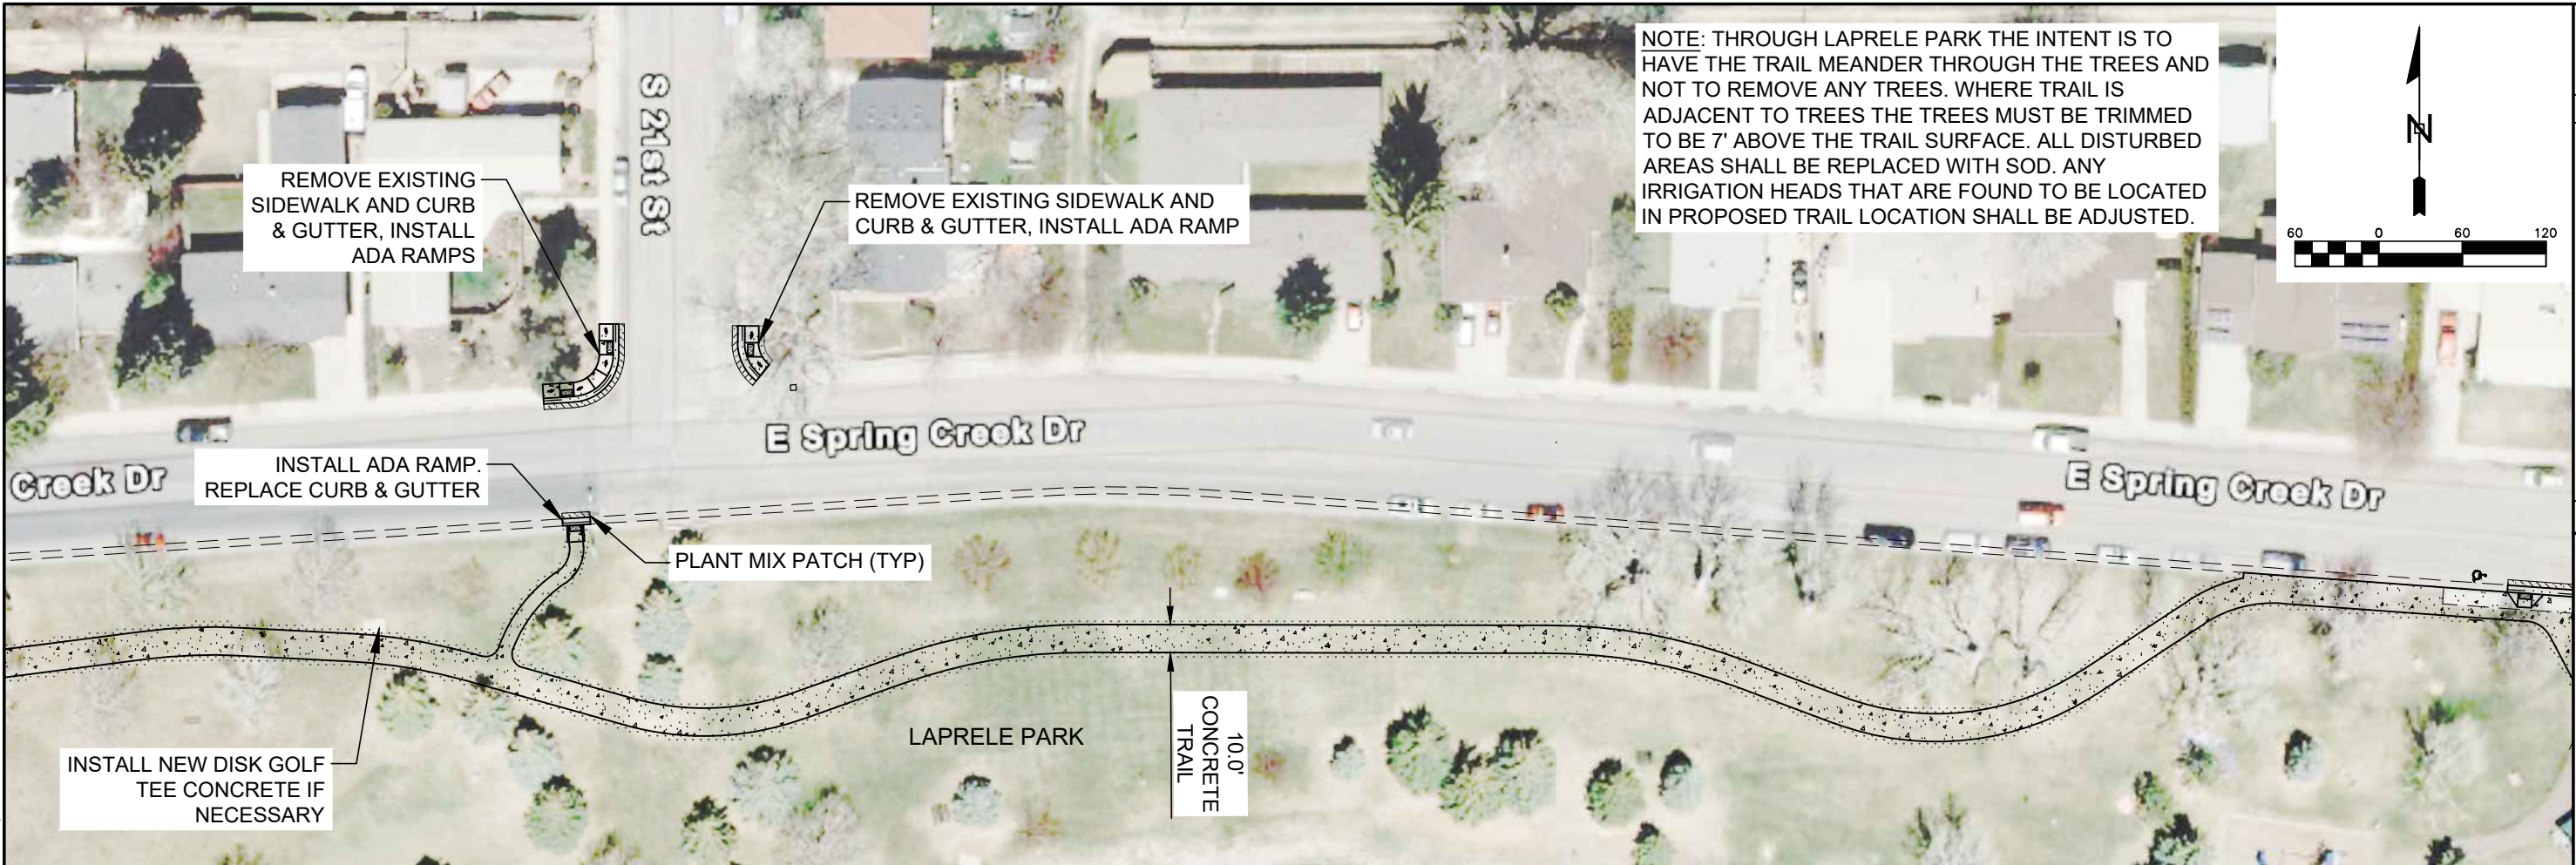 NOTE: THROUGH LAPRELE PARK THE INTENT IS TO
HAVE THE TRAIL MEANDER THROUGH THE TREES AND
NOT TO REMOVE ANY TREES. WHERE TRAIL IS
ADJACENT TO TREES THE TREES MUST BE TRIMMED
TO BE 7' ABOVE THE TRAIL SURFACE. ALL DISTURBED
AREAS SHALL BE REPLACED WITH SOD. ANY
IRRIGATION HEADS THAT ARE FOUND TO BE LOCATED
IN PROPOSED TRAIL LOCATION SHALL BE ADJUSTED.
N
60 0 60 120
S 21st St
REMOVE EXISTING
SIDEWALK AND CURB
& GUTTER, INSTALL
ADA RAMPS
REMOVE EXISTING SIDEWALK AND
CURB & GUTTER, INSTALL ADA RAMP
E Spring Creek Dr
Creek Dr
E Spring Creek Dr
INSTALL ADA RAMP.
REPLACE CURB & GUTTER
PLANT MIX PATCH (TYP)
LAPRELE PARK
10.0'
CONCRETE
TRAIL
INSTALL NEW DISK GOLF
TEE CONCRETE IF
NECESSARY